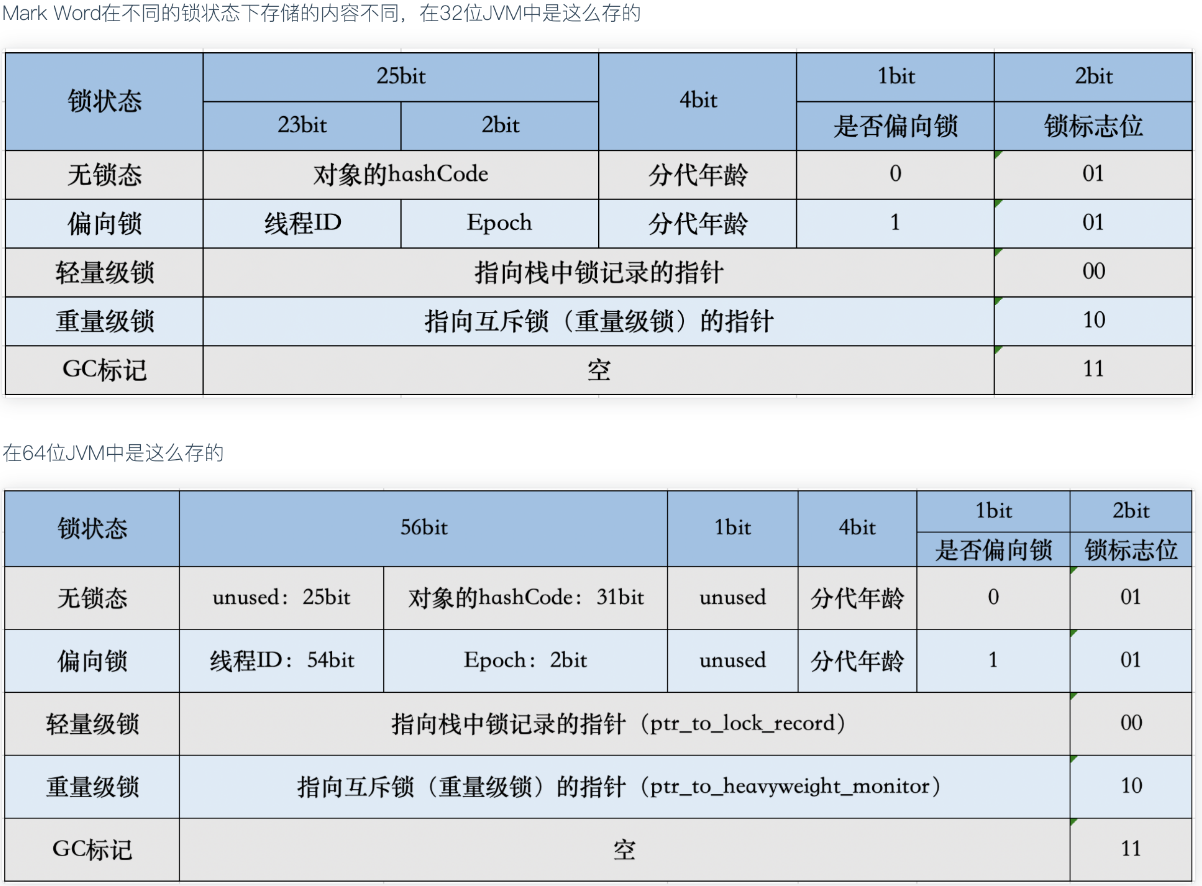 Mark Word在不同的锁状态下存储的内容不同，在32位JVM中是这么存的
锁状态 25bit 4bit 1bit 2bit
23bit 2bit 是否偏向锁 锁标志位
无锁态 对象的hashCode 分代年龄 0 01
偏向锁 线程ID Epoch 分代年龄 1 01
轻量级锁 指向栈中锁记录的指针 00
重量级锁 指向互斥锁（重量级锁）的指针 10
GC标记 空 11
在64位JVM中是这么存的
锁状态 56bit 1bit 4bit 1bit 2bit
是否偏向锁 锁标志位
无锁态 unused：25bit 对象的hashCode：31bit unused 分代年龄 0 01
偏向锁 线程ID：54bit Epoch：2bit unused 分代年龄 1 01
轻量级锁 指向栈中锁记录的指针（ptr_to_lock_record） 00
重量级锁 指向互斥锁（重量级锁）的指针（ptr_to_heavyweight_monitor） 10
GC标记 空 11